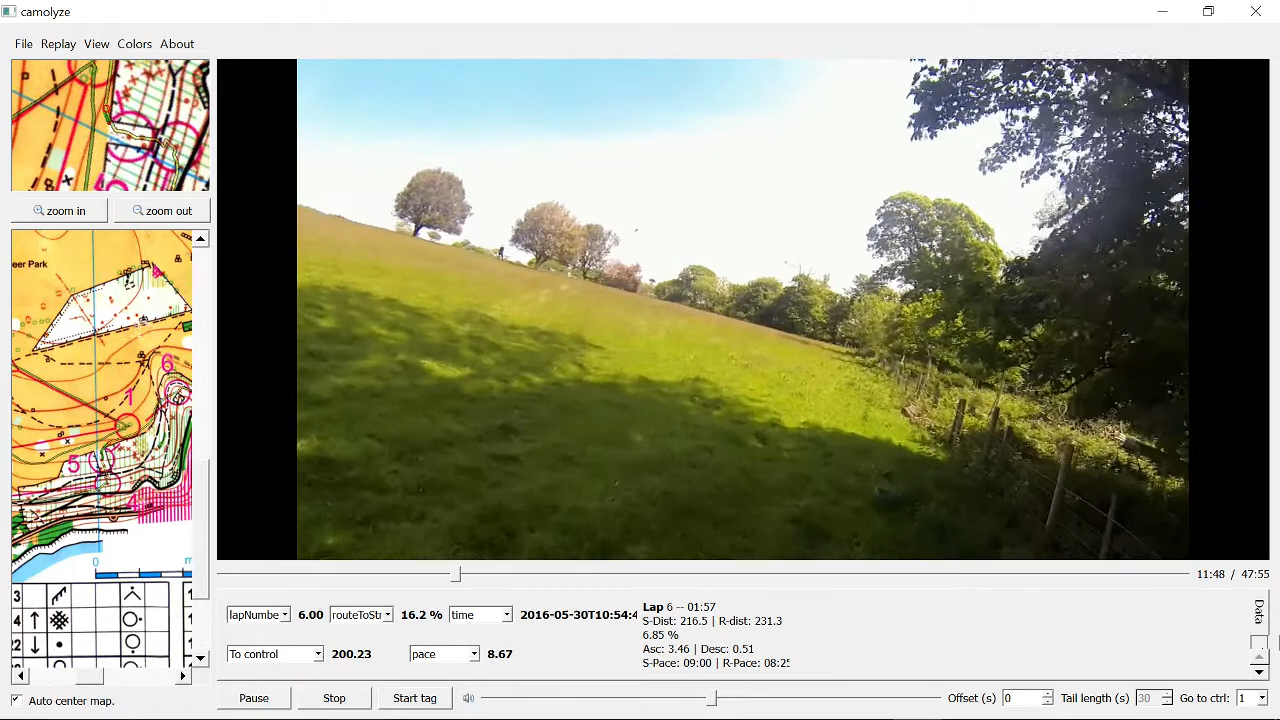 camolyze
File Replay View Colors About
zoom in zoom out
eer Park
6
1
5
4
0 m
3
4
22
11:48 / 47:55
lapNumbe 6.00 routeToStr 16.2 % time 2016-05-30T10:54:4
To control 200.23 pace 8.67
Lap 6 -- 01:57
S-Dist: 216.5 | R-dist: 231.3
6.85 %
Asc: 3.46 | Desc: 0.51
S-Pace: 09:00 | R-Pace: 08:25
Data
Auto center map.
Pause Stop Start tag Offset (s) 0 Tail length (s) 30 Go to ctrl: 1